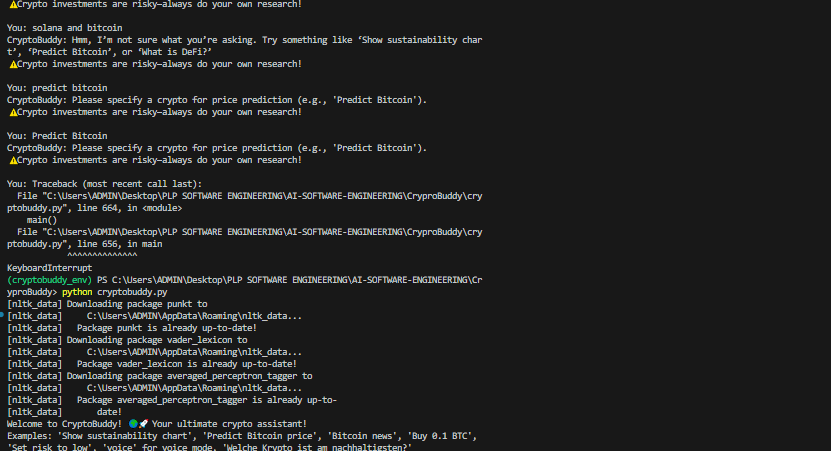 ⚠Crypto investments are risky—always do your own research!
You: solana and bitcoin
CryptoBuddy: Hmm, I’m not sure what you’re asking. Try something like ‘Show sustainability char
t’, ‘Predict Bitcoin’, or ‘What is DeFi?’
⚠Crypto investments are risky—always do your own research!
You: predict bitcoin
CryptoBuddy: Please specify a crypto for price prediction (e.g., 'Predict Bitcoin').
⚠Crypto investments are risky—always do your own research!
You: Predict Bitcoin
CryptoBuddy: Please specify a crypto for price prediction (e.g., 'Predict Bitcoin').
⚠Crypto investments are risky—always do your own research!
You: Traceback (most recent call last):
File "C:\Users\ADMIN\Desktop\PLP SOFTWARE ENGINEERING\AI-SOFTWARE-ENGINEERING\CryproBuddy\cry
ptobuddy.py", line 664, in <module>
main()
File "C:\Users\ADMIN\Desktop\PLP SOFTWARE ENGINEERING\AI-SOFTWARE-ENGINEERING\CryproBuddy\cry
ptobuddy.py", line 656, in main
^^^^^^^^^^^^^^
KeyboardInterrupt
(cryptobuddy_env) PS C:\Users\ADMIN\Desktop\PLP SOFTWARE ENGINEERING\AI-SOFTWARE-ENGINEERING\Cr
yproBuddy> python cryptobuddy.py
[nltk_data] Downloading package punkt to
[nltk_data]     C:\Users\ADMIN\AppData\Roaming\nltk_data...
[nltk_data]   Package punkt is already up-to-date!
[nltk_data] Downloading package vader_lexicon to
[nltk_data]     C:\Users\ADMIN\AppData\Roaming\nltk_data...
[nltk_data]   Package vader_lexicon is already up-to-date!
[nltk_data] Downloading package averaged_perceptron_tagger to
[nltk_data]     C:\Users\ADMIN\AppData\Roaming\nltk_data...
[nltk_data]   Package averaged_perceptron_tagger is already up-to-
[nltk_data]       date!
Welcome to CryptoBuddy! 🌍🚀 Your ultimate crypto assistant!
Examples: 'Show sustainability chart', 'Predict Bitcoin price', 'Bitcoin news', 'Buy 0.1 BTC',
'Set risk to low', 'voice' for voice mode, 'Welche Krypto ist am nachhaltigsten?'